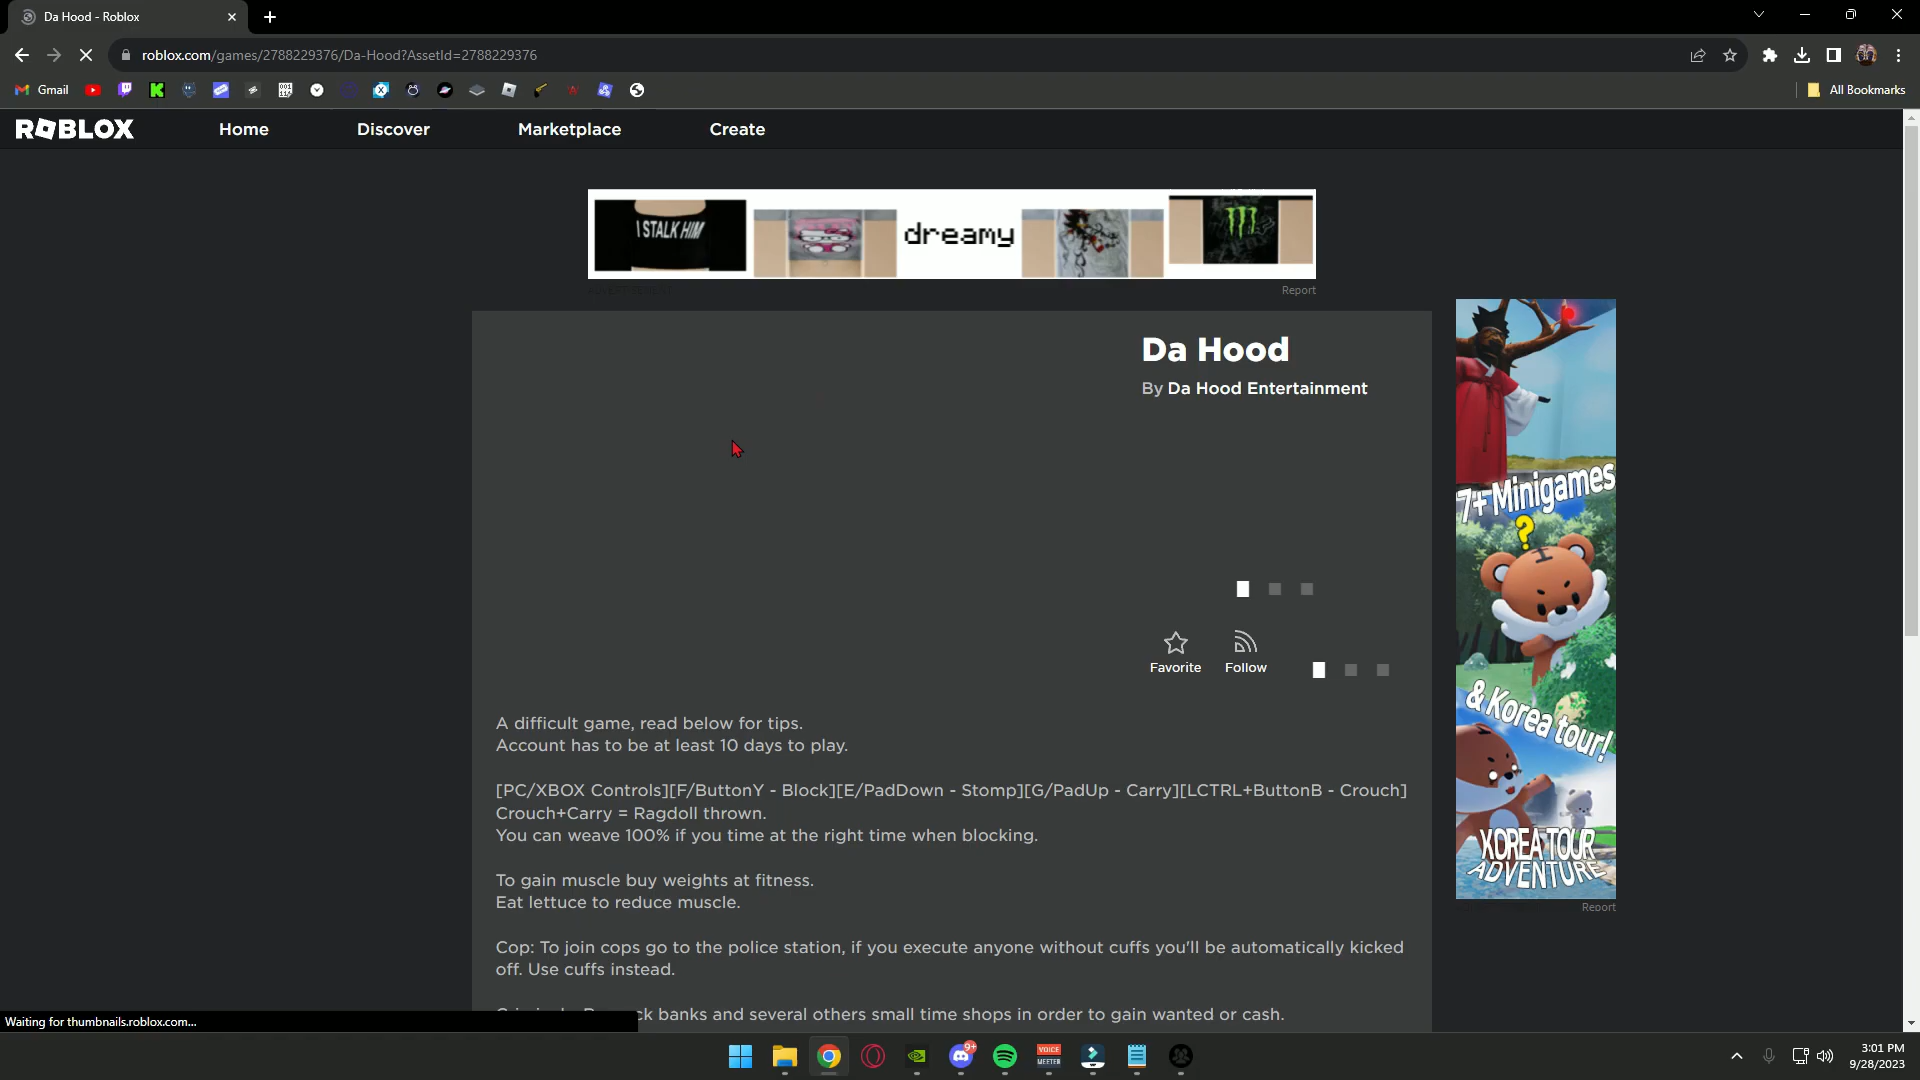 Da Hood - Roblox
roblox.com/games/2788229376/Da-Hood?AssetId=2788229376
Gmail
All Bookmarks
ROBLOX
Home
Discover
Marketplace
Create
I STALK HIM
dreamy
ADVERTISEMENT
Report
Da Hood
By Da Hood Entertainment
7+ Minigames
?
& Korea tour!
KOREA TOUR
ADVENTURE
Report
Favorite
Follow
A difficult game, read below for tips.
Account has to be at least 10 days to play.
[PC/XBOX Controls][F/ButtonY - Block][E/PadDown - Stomp][G/PadUp - Carry][LCTRL+ButtonB - Crouch]
Crouch+Carry = Ragdoll thrown.
You can weave 100% if you time at the right time when blocking.
To gain muscle buy weights at fitness.
Eat lettuce to reduce muscle.
Cop: To join cops go to the police station, if you execute anyone without cuffs you'll be automatically kicked
off. Use cuffs instead.
banks and several others small time shops in order to gain wanted or cash.
Waiting for thumbnails.roblox.com...
9+
VOICE
MEETER
3:01 PM
9/28/2023